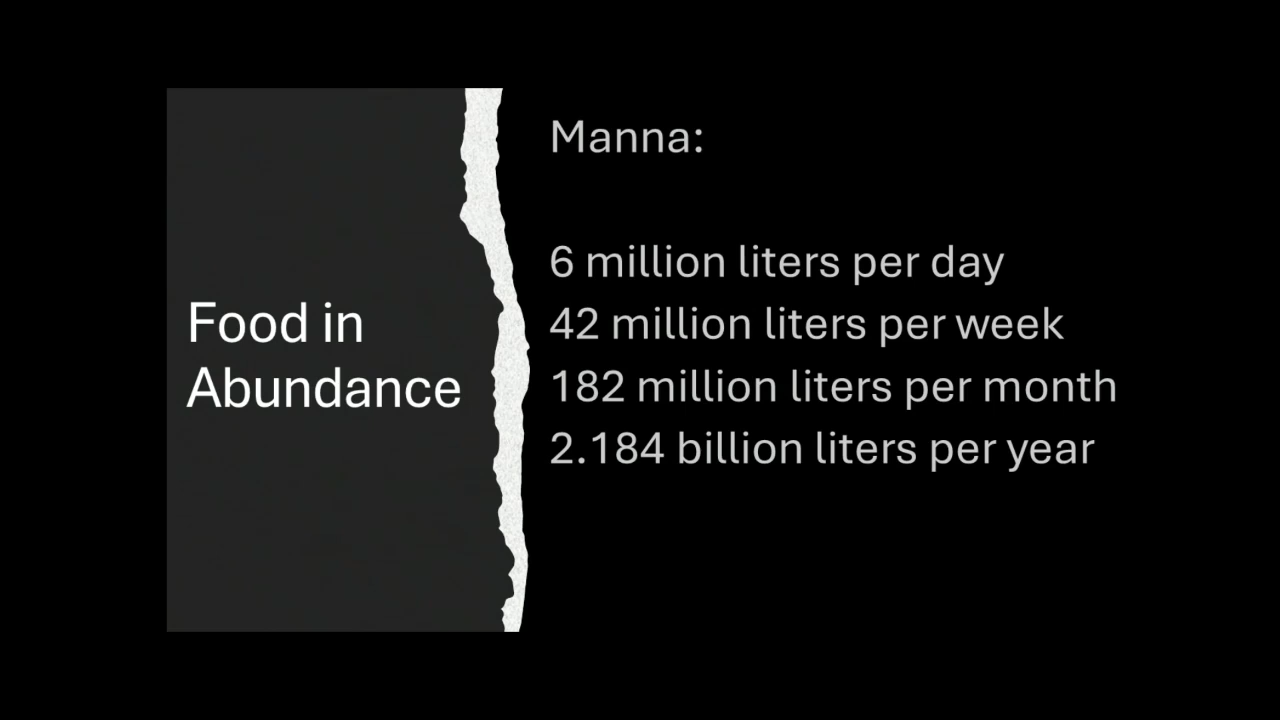 Food in
Abundance
Manna:
6 million liters per day
42 million liters per week
182 million liters per month
2.184 billion liters per year